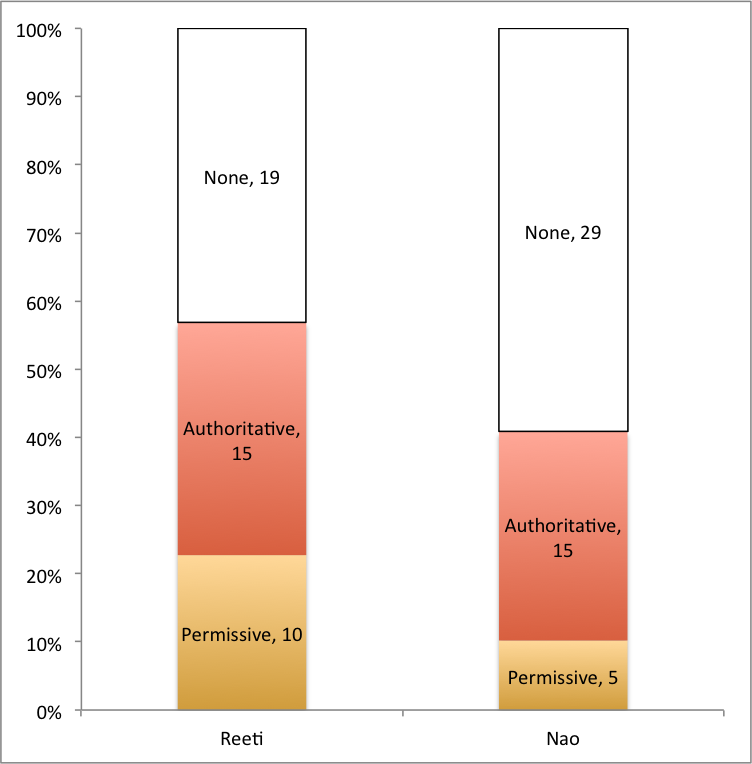 100%
90%
80%
70%
60%
50%
40%
30%
20%
10%
0%
None, 19
Authoritative,
15
Permissive, 10
None, 29
Authoritative,
15
Permissive, 5
Reeti
Nao